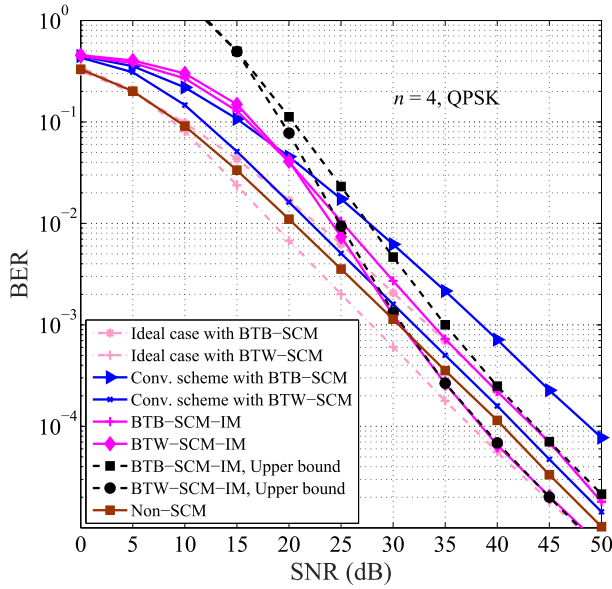 10^0
10^−1
10^−2
10^−3
10^−4
BER
n = 4, QPSK
Ideal case with BTB−SCM
Ideal case with BTW−SCM
Conv. scheme with BTB−SCM
Conv. scheme with BTW−SCM
BTB−SCM−IM
BTW−SCM−IM
BTB−SCM−IM, Upper bound
BTW−SCM−IM, Upper bound
Non−SCM
0 5 10 15 20 25 30 35 40 45 50
SNR (dB)